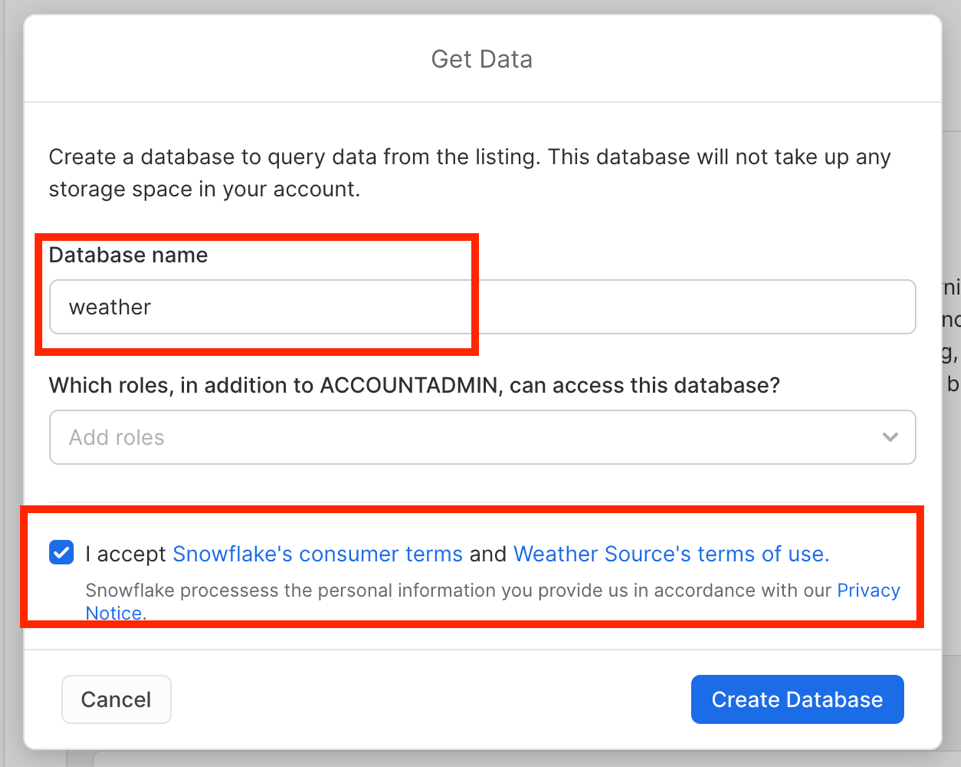 Get Data
Create a database to query data from the listing. This database will not take up any
storage space in your account.
Database name
weather
Which roles, in addition to ACCOUNTADMIN, can access this database?
Add roles
I accept Snowflake's consumer terms and Weather Source's terms of use.
Snowflake processess the personal information you provide us in accordance with our Privacy
Notice.
Cancel
Create Database